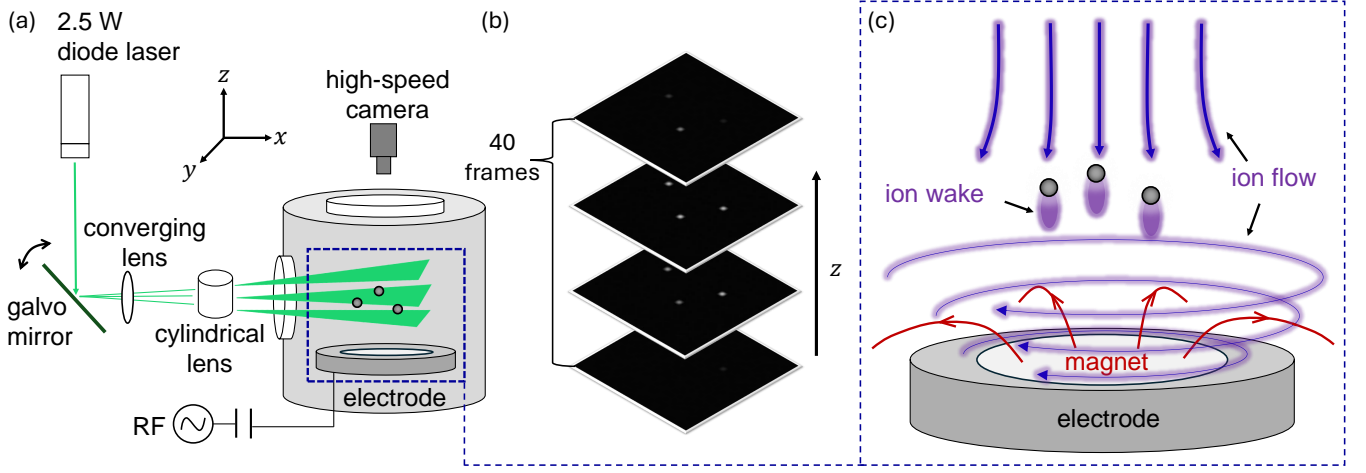 (a)
2.5 W
diode laser
z
x
y
high-speed
camera
converging
lens
galvo
mirror
cylindrical
lens
electrode
RF
(b)
40
frames
z
(c)
ion wake
ion flow
magnet
electrode